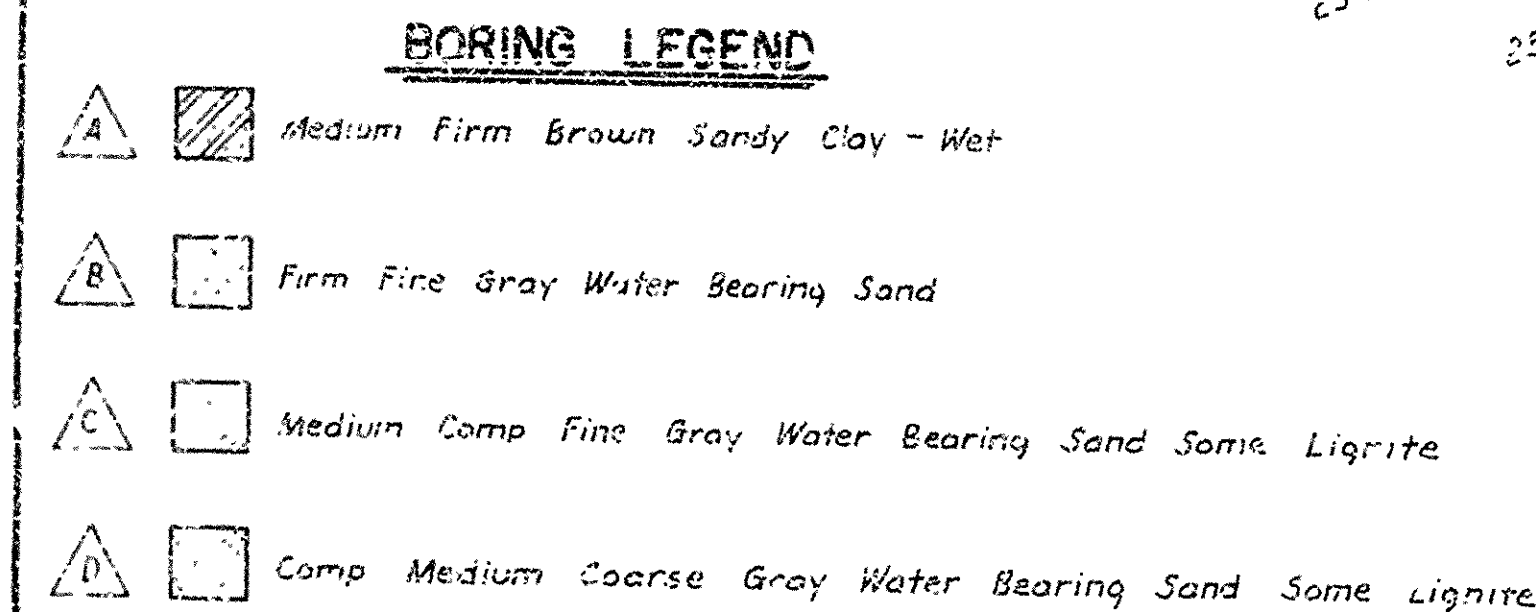 BORING LEGEND
A Medium Firm Brown Sandy Clay - Wet
B Firm Fine Gray Water Bearing Sand
C Medium Comp Fine Gray Water Bearing Sand Some Lignite
D Comp Medium Coarse Gray Water Bearing Sand Some Lignite